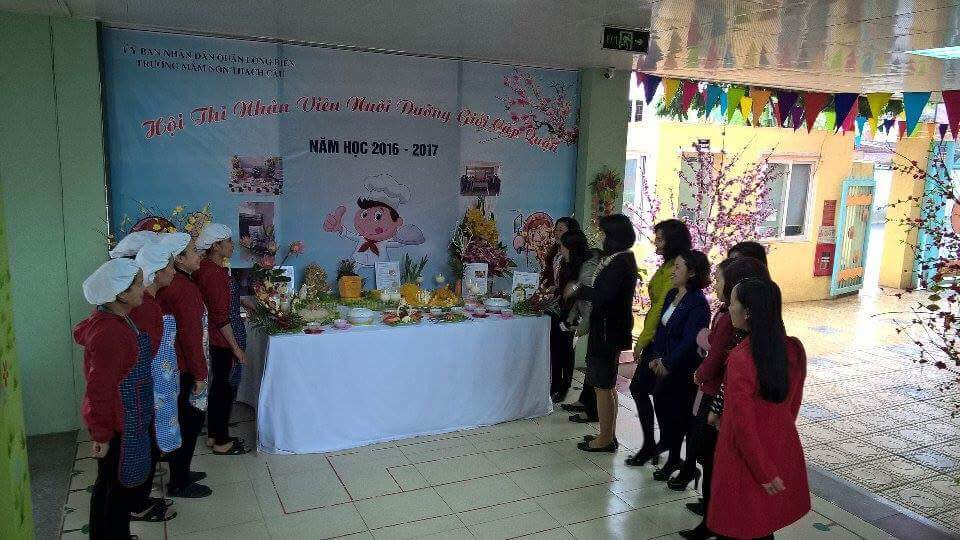 ỦY BAN NHÂN DÂN QUẬN LONG BIÊN
TRƯỜNG MẦM NON THẠCH CẦU
Hội Thi Nhân Viên Nuôi Dưỡng Giỏi Cấp Quận
NĂM HỌC 2016 - 2017
EXIT